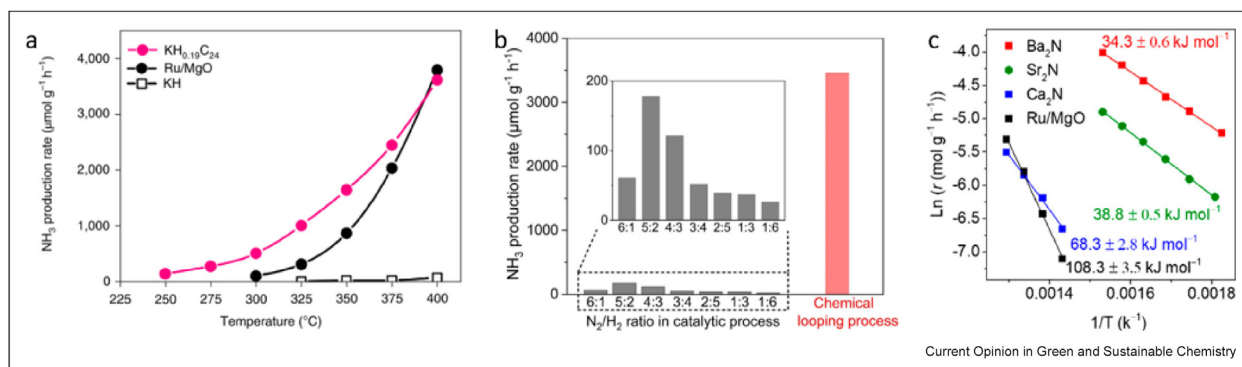 a
KH₀.₁₉C₂₄
Ru/MgO
KH
NH₃ production rate (μmol g⁻¹ h⁻¹)
4,000
3,000
2,000
1,000
0
225 250 275 300 325 350 375 400
Temperature (°C)
b
NH₃ production rate (μmol g⁻¹ h⁻¹)
4000
3500
3000
2500
2000
1500
1000
500
0
200
100
0
6:1 5:2 4:3 3:4 2:5 1:3 1:6
6:1 5:2 4:3 3:4 2:5 1:3 1:6
N₂/H₂ ratio in catalytic process
Chemical
looping process
c
Ba₂N
Sr₂N
Ca₂N
Ru/MgO
34.3 ± 0.6 kJ mol⁻¹
38.8 ± 0.5 kJ mol⁻¹
68.3 ± 2.8 kJ mol⁻¹
108.3 ± 3.5 kJ mol⁻¹
Ln (r (mol g⁻¹ h⁻¹))
-4.0
-4.5
-5.0
-5.5
-6.0
-6.5
-7.0
0.0014 0.0016 0.0018
1/T (k⁻¹)
Current Opinion in Green and Sustainable Chemistry